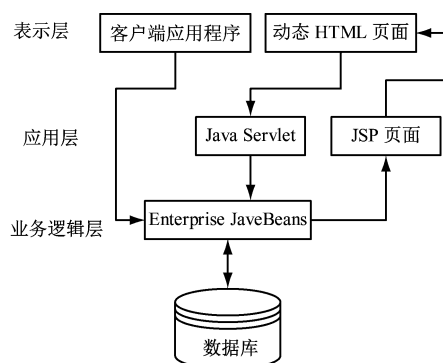 表示层
客户端应用程序
动态 HTML 页面
应用层
Java Servlet
JSP 页面
业务逻辑层
Enterprise JaveBeans
数据库